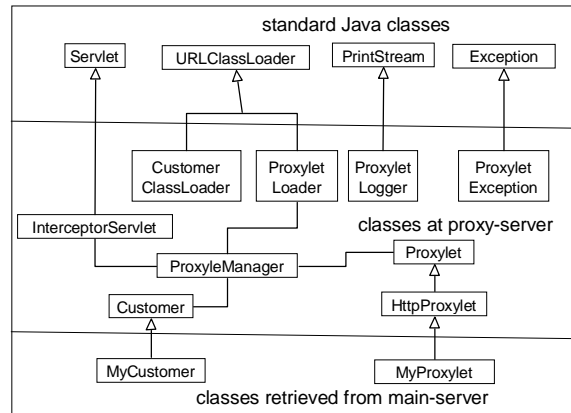 standard Java classes
Servlet
URLClassLoader
PrintStream
Exception
Customer
ClassLoader
Proxylet
Loader
Proxylet
Logger
Proxylet
Exception
InterceptorServlet
classes at proxy-server
ProxyleManager
Proxylet
Customer
HttpProxylet
MyCustomer
MyProxylet
classes retrieved from main-server